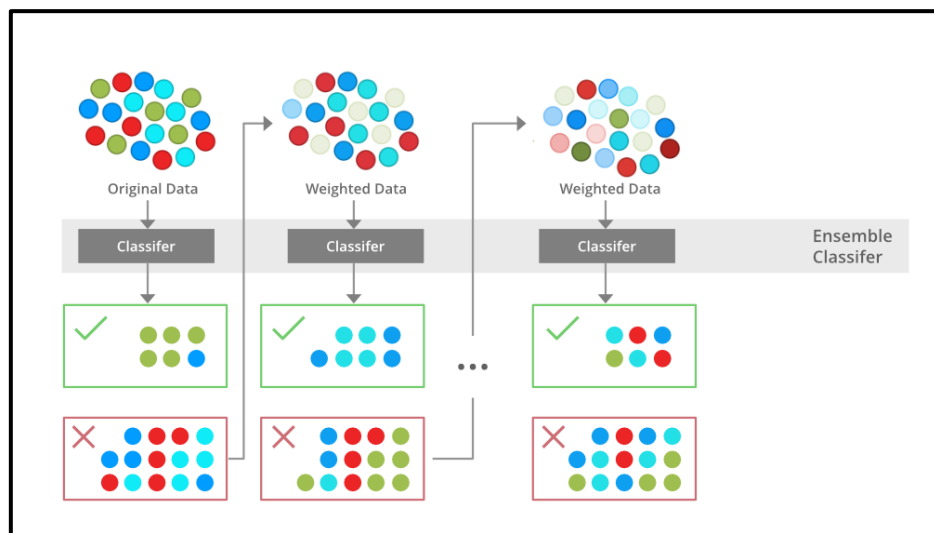 Original Data
Weighted Data
Weighted Data
Classifer
Classifer
Classifer
Ensemble
Classifer
...